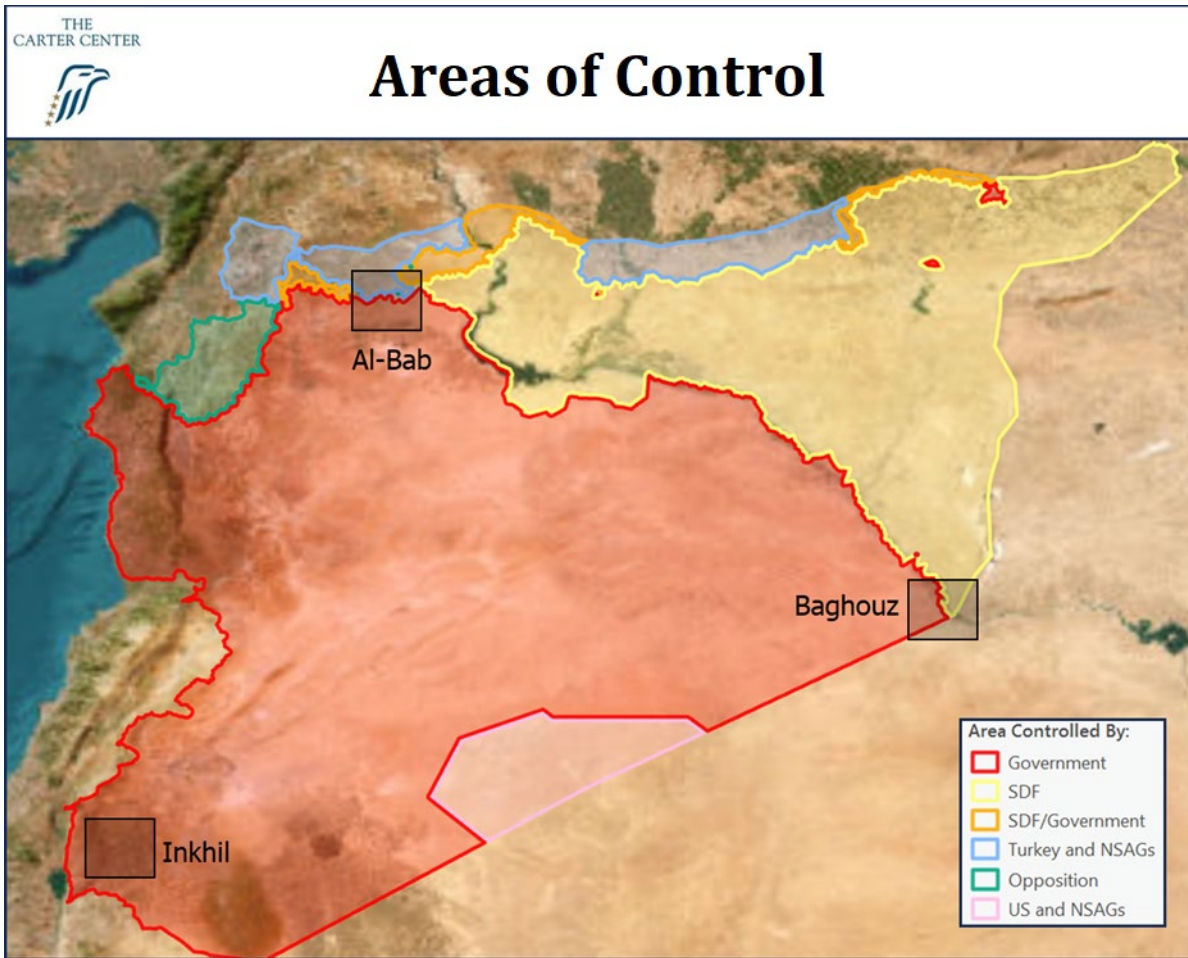 THE
CARTER CENTER
Areas of Control
Al-Bab
Baghouz
Inkhil
Area Controlled By:
Government
SDF
SDF/Government
Turkey and NSAGs
Opposition
US and NSAGs